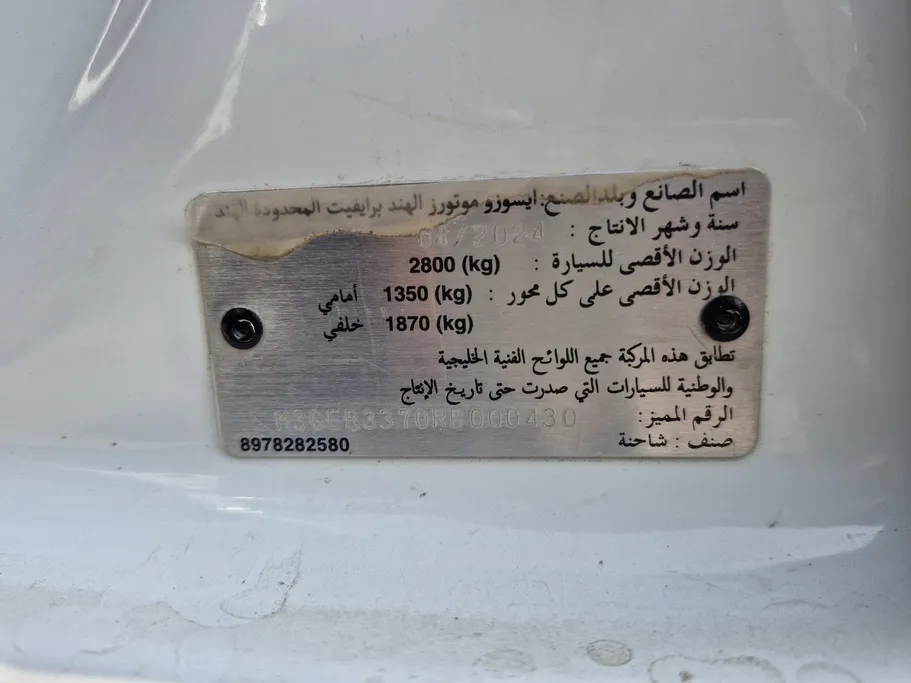 اسم الصانع وبلد الصنع: ايسوزو موتورز الهند برايفيت المحدودة الهند
سنة وشهر الانتاج : 04/2024
الوزن الأقصى للسيارة : 2800 (kg)
الوزن الأقصى على كل محور : 1350 (kg) أمامي
1870 (kg) خلفي
تطابق هذه المركبة جميع اللوائح الفنية الخليجية
والوطنية للسيارات التي صدرت حتى تاريخ الإنتاج
الرقم المميز:
صنف : شاحنة
8978282580